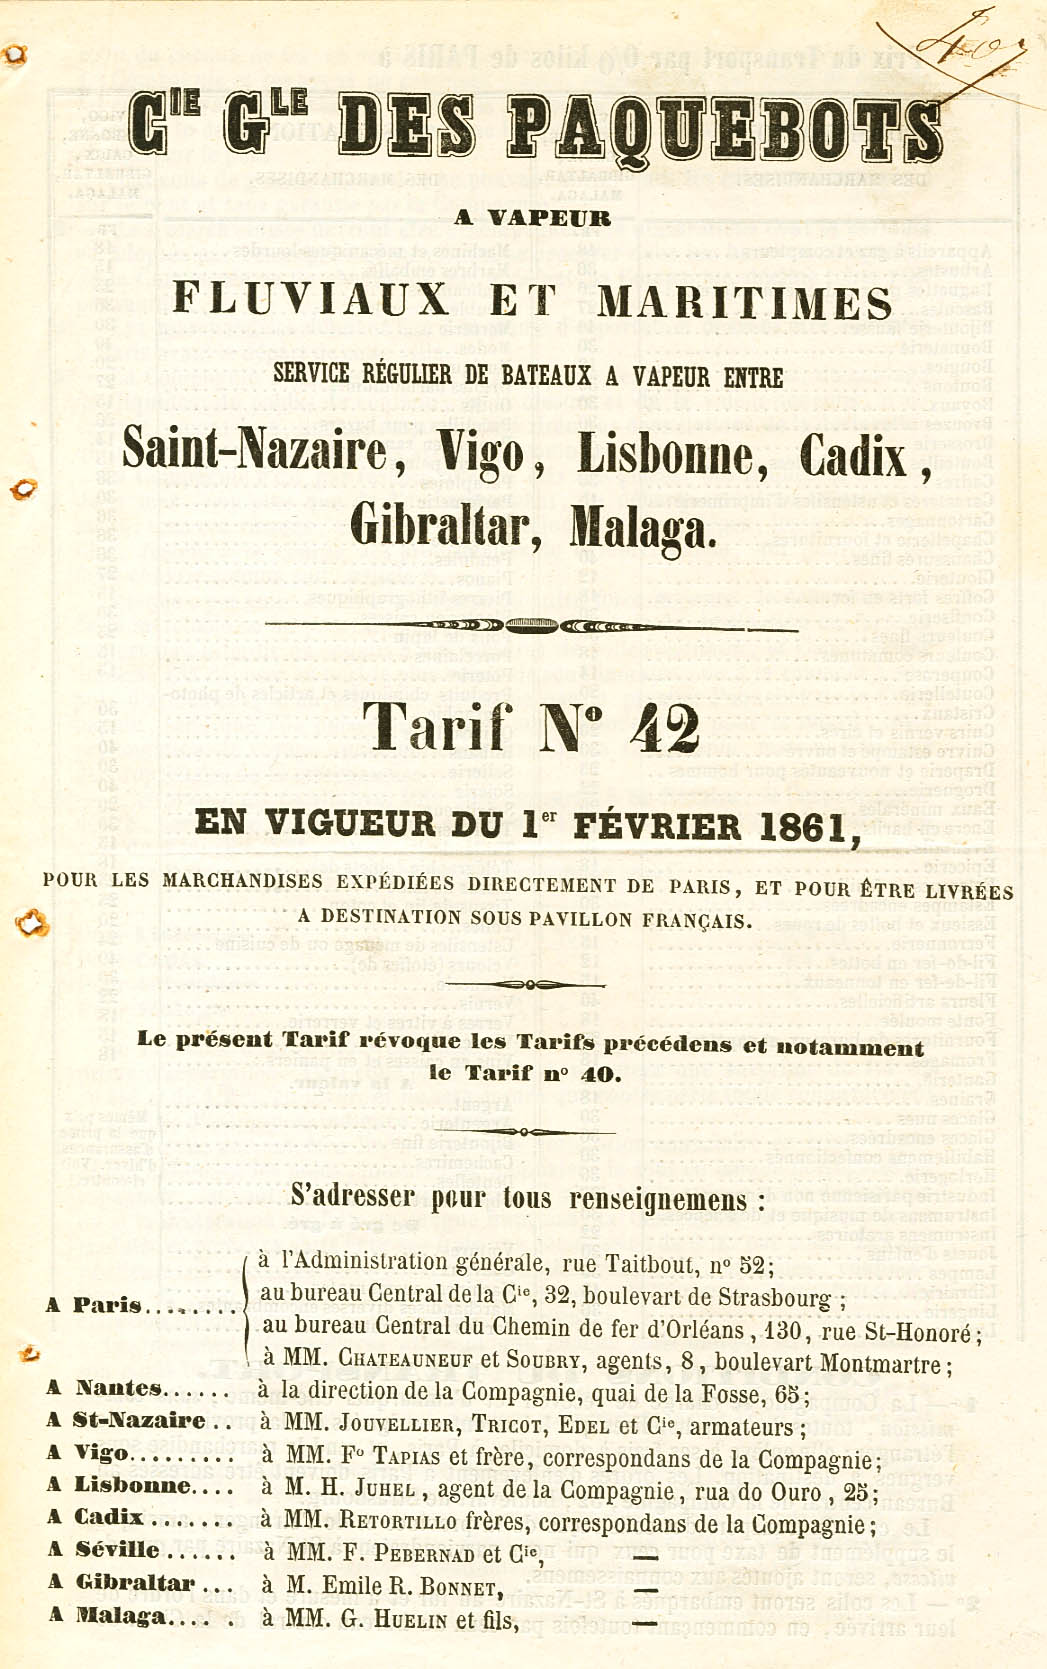 Cie Gle DES PAQUEBOTS
A VAPEUR
FLUVIAUX ET MARITIMES
SERVICE RÉGULIER DE BATEAUX A VAPEUR ENTRE
Saint-Nazaire, Vigo, Lisbonne, Cadix,
Gibraltar, Malaga.
Tarif No 42
EN VIGUEUR DU 1er FÉVRIER 1861,
POUR LES MARCHANDISES EXPÉDIÉES DIRECTEMENT DE PARIS, ET POUR ÊTRE LIVRÉES
A DESTINATION SOUS PAVILLON FRANÇAIS.
Le présent Tarif révoque les Tarifs précédens et notamment
le Tarif no 40.
S'adresser pour tous renseignemens :
A Paris......... à l'Administration générale, rue Taitbout, no 52;
au bureau Central de la Cie, 32, boulevart de Strasbourg ;
au bureau Central du Chemin de fer d'Orléans, 130, rue St-Honoré;
à MM. CHATEAUNEUF et SOUBRY, agents, 8, boulevart Montmartre;
A Nantes...... à la direction de la Compagnie, quai de la Fosse, 65;
A St-Nazaire .. à MM. JOUVELLIER, TRICOT, EDEL et Cie, armateurs;
A Vigo......... à MM. Fo TAPIAS et frère, correspondans de la Compagnie;
A Lisbonne.... à M. H. JUHEL, agent de la Compagnie, rua do Ouro, 25;
A Cadix ....... à MM. RETORTILLO frères, correspondans de la Compagnie;
A Séville ...... à MM. F. PEBERNAD et Cie, —
A Gibraltar ... à M. Emile R. BONNET, —
A Malaga.... . à MM. G. HUELIN et fils, —